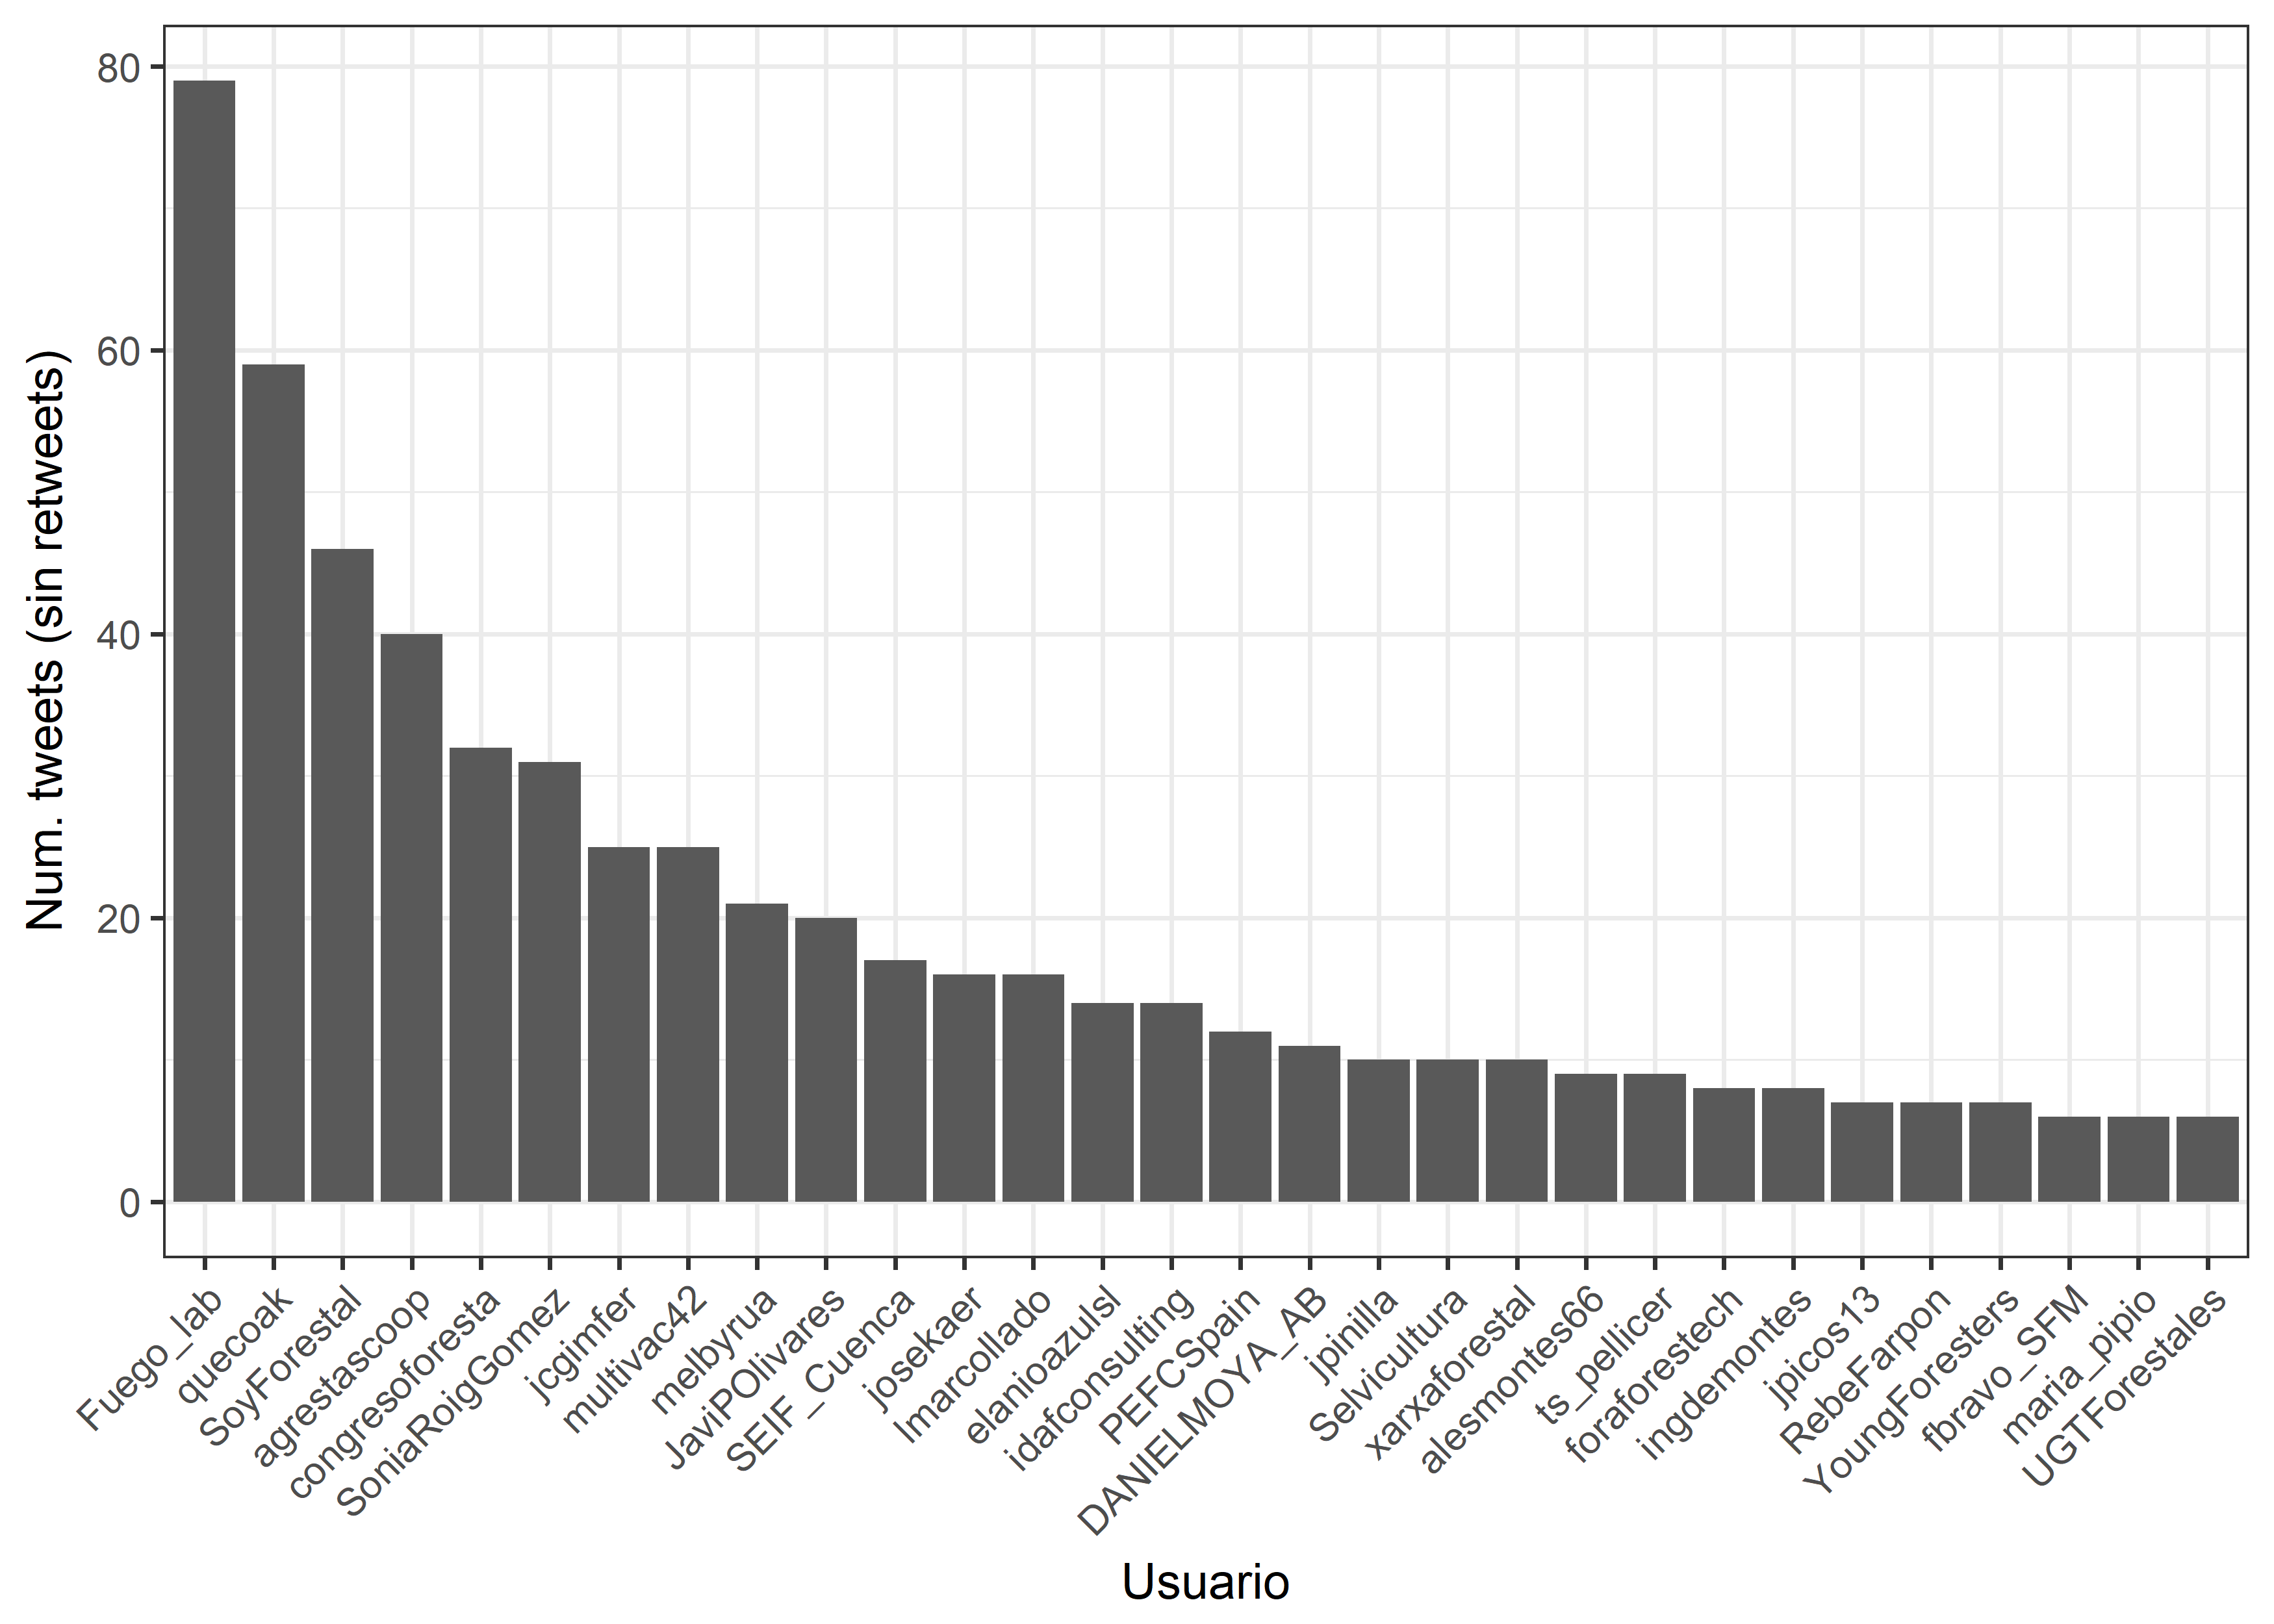 Num. tweets (sin retweets)
80
60
40
20
0
Fuego_lab
quecoak
SoyForestal
agrestascoop
congresoforesta
SoniaRoigGomez
jcgimfer
multivac42
melbyrua
JaviPOlivares
SEIF_Cuenca
josekaer
lmarcollado
elanioazulsl
idafconsulting
PEFCSpain
DANIELMOYA_AB
jpinilla
Selvicultura
xarxaforestal
alesmontes66
ts_pellicer
foraforestech
ingdemontes
jpicos13
RebeFarpon
YoungForesters
fbravo_SFM
maria_pipio
UGTForestales
Usuario